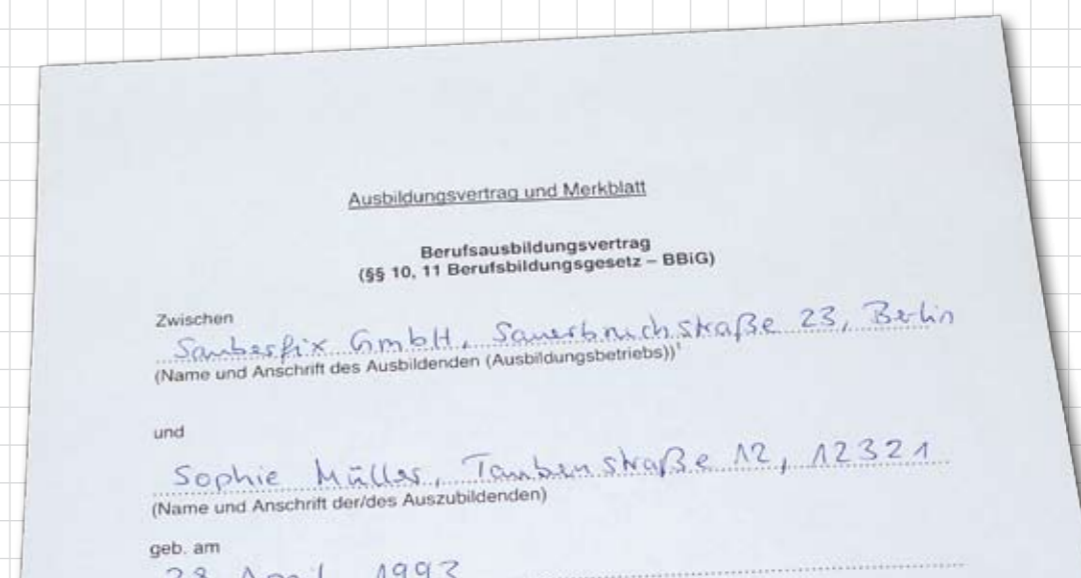 Ausbildungsvertrag und Merkblatt
Berufsausbildungsvertrag
(§§ 10, 11 Berufsbildungsgesetz – BBiG)
Zwischen
Sauberfix GmbH, Sauerbruchstraße 23, Berlin
(Name und Anschrift des Ausbildenden (Ausbildungsbetriebs))¹
und
Sophie Müller, Taubenstraße 12, 12321
(Name und Anschrift der/des Auszubildenden)
geb. am
28 April 1993